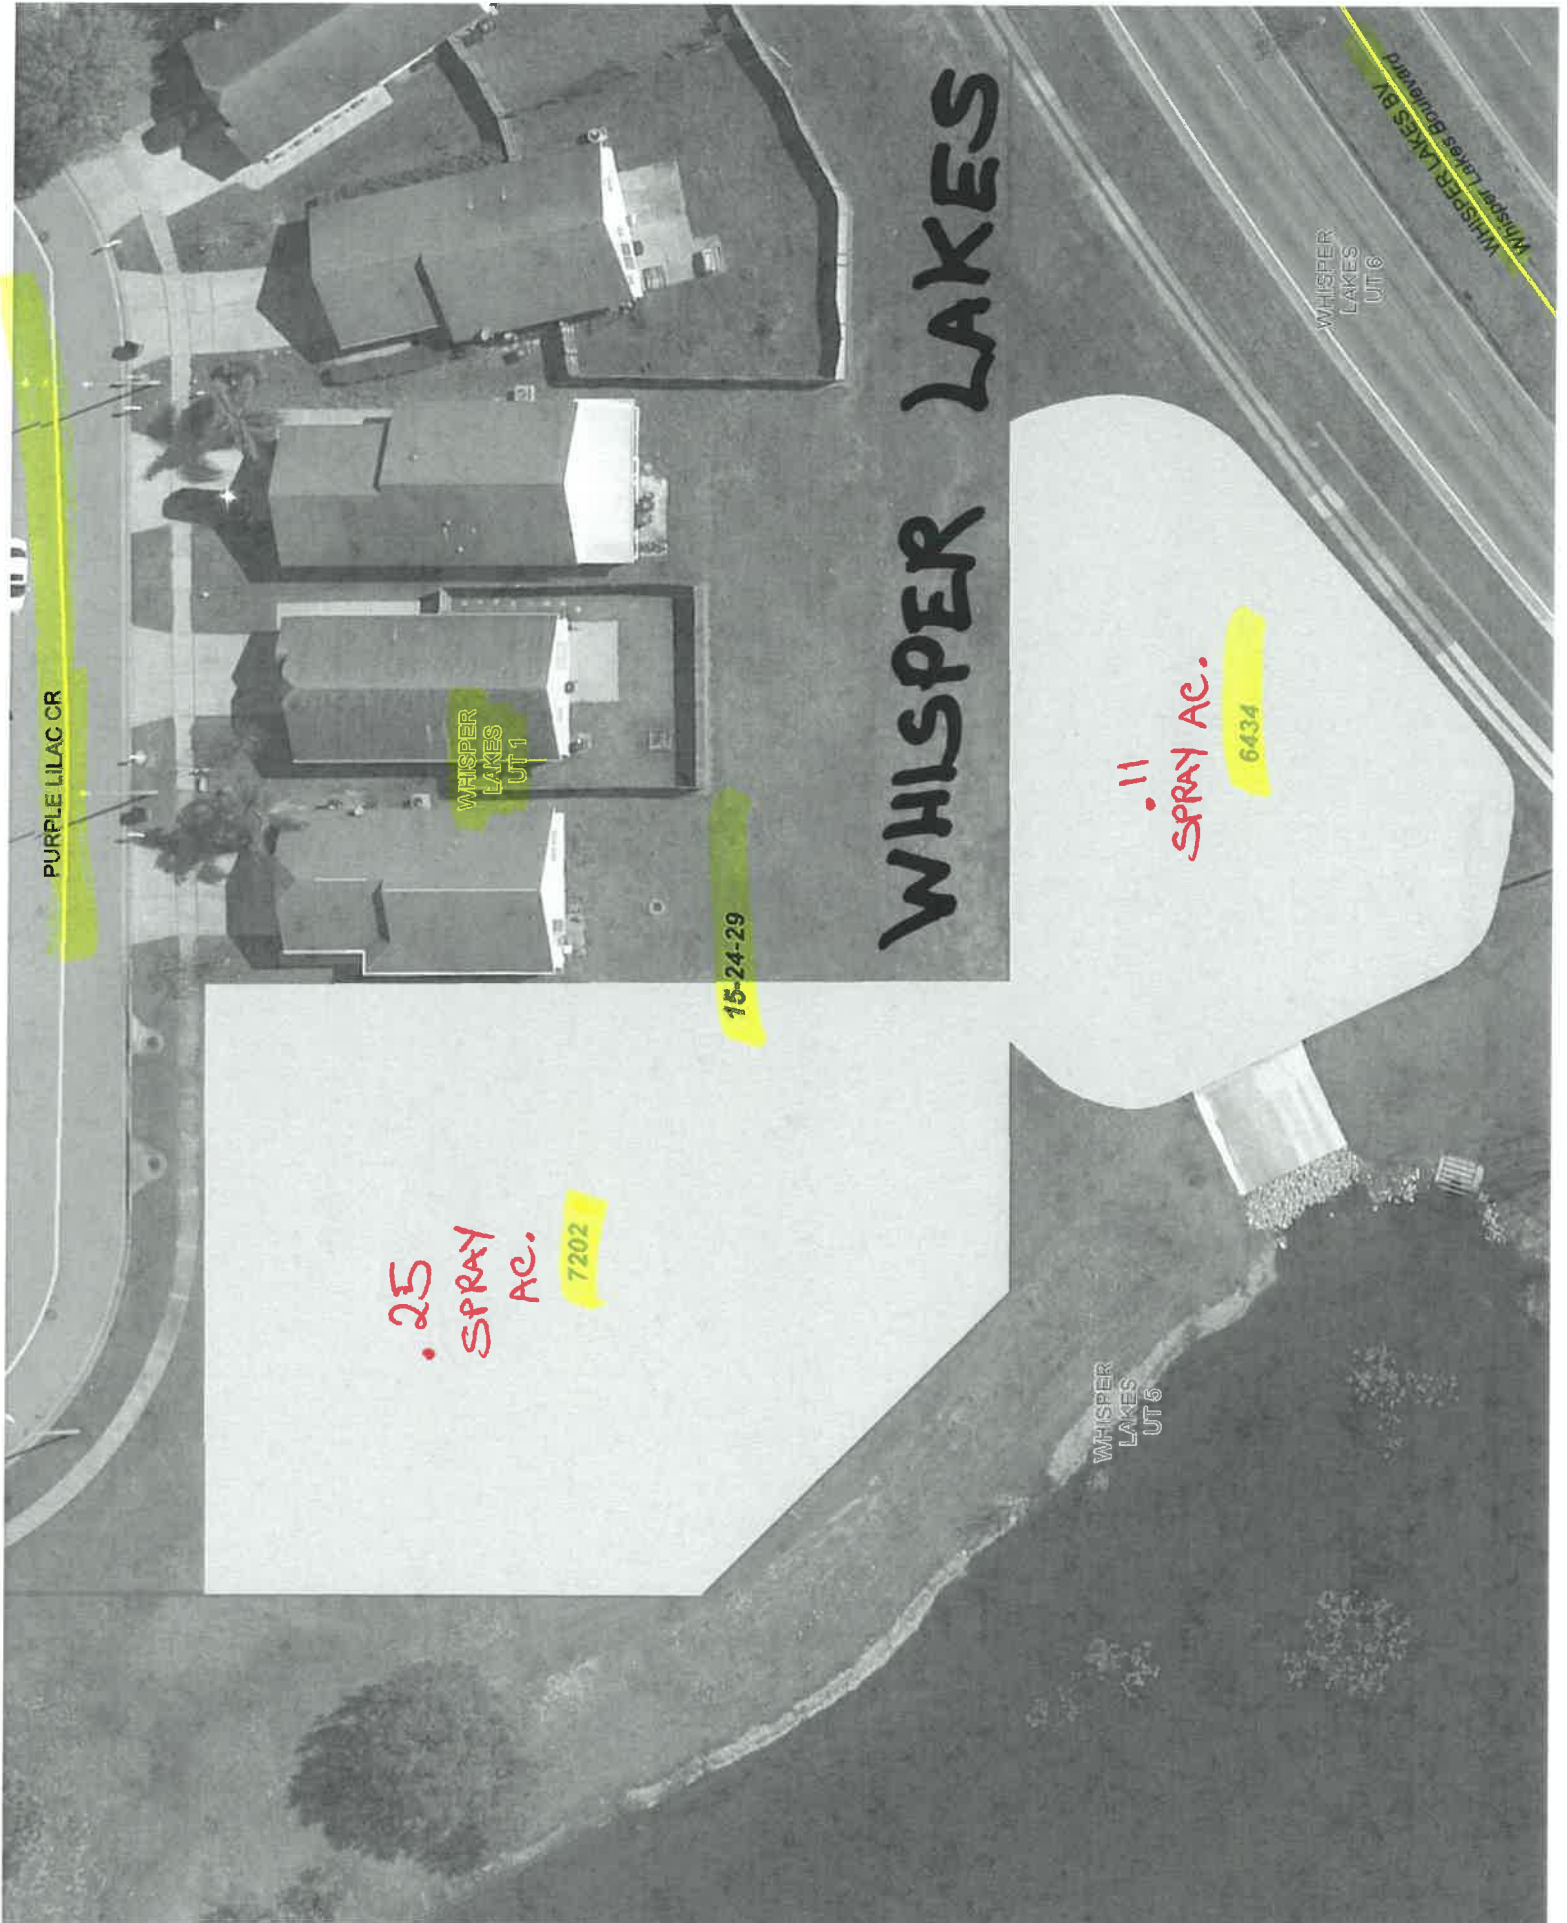 WHISPER LAKES BV
Whisper Lakes Boulevard
WHISPER
LAKES
UT 6
WHISPER LAKES
.11
SPRAY AC.
6434
PURPLE LILAC CR
WHISPER
LAKES
UT 1
15-24-29
.25
SPRAY
AC.
7202
WHISPER
LAKES
UT 5